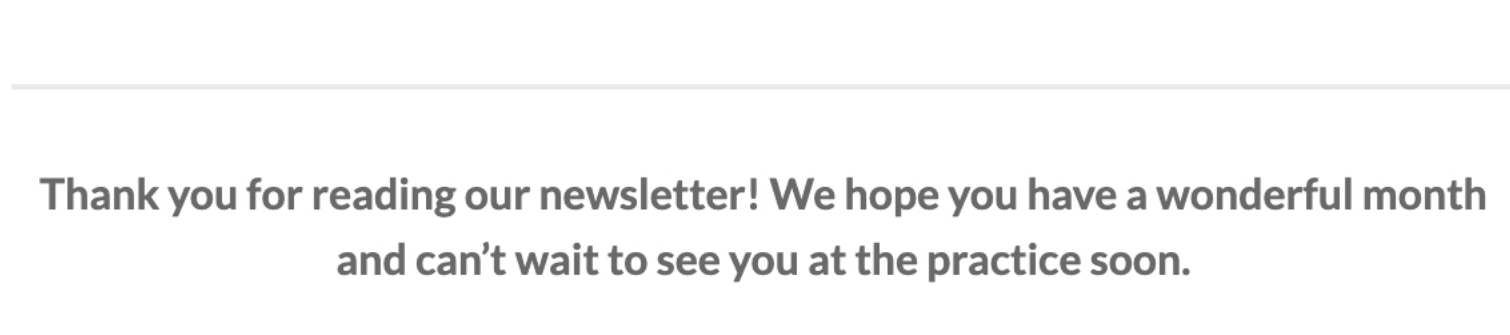 Thank you for reading our newsletter! We hope you have a wonderful month
and can’t wait to see you at the practice soon.